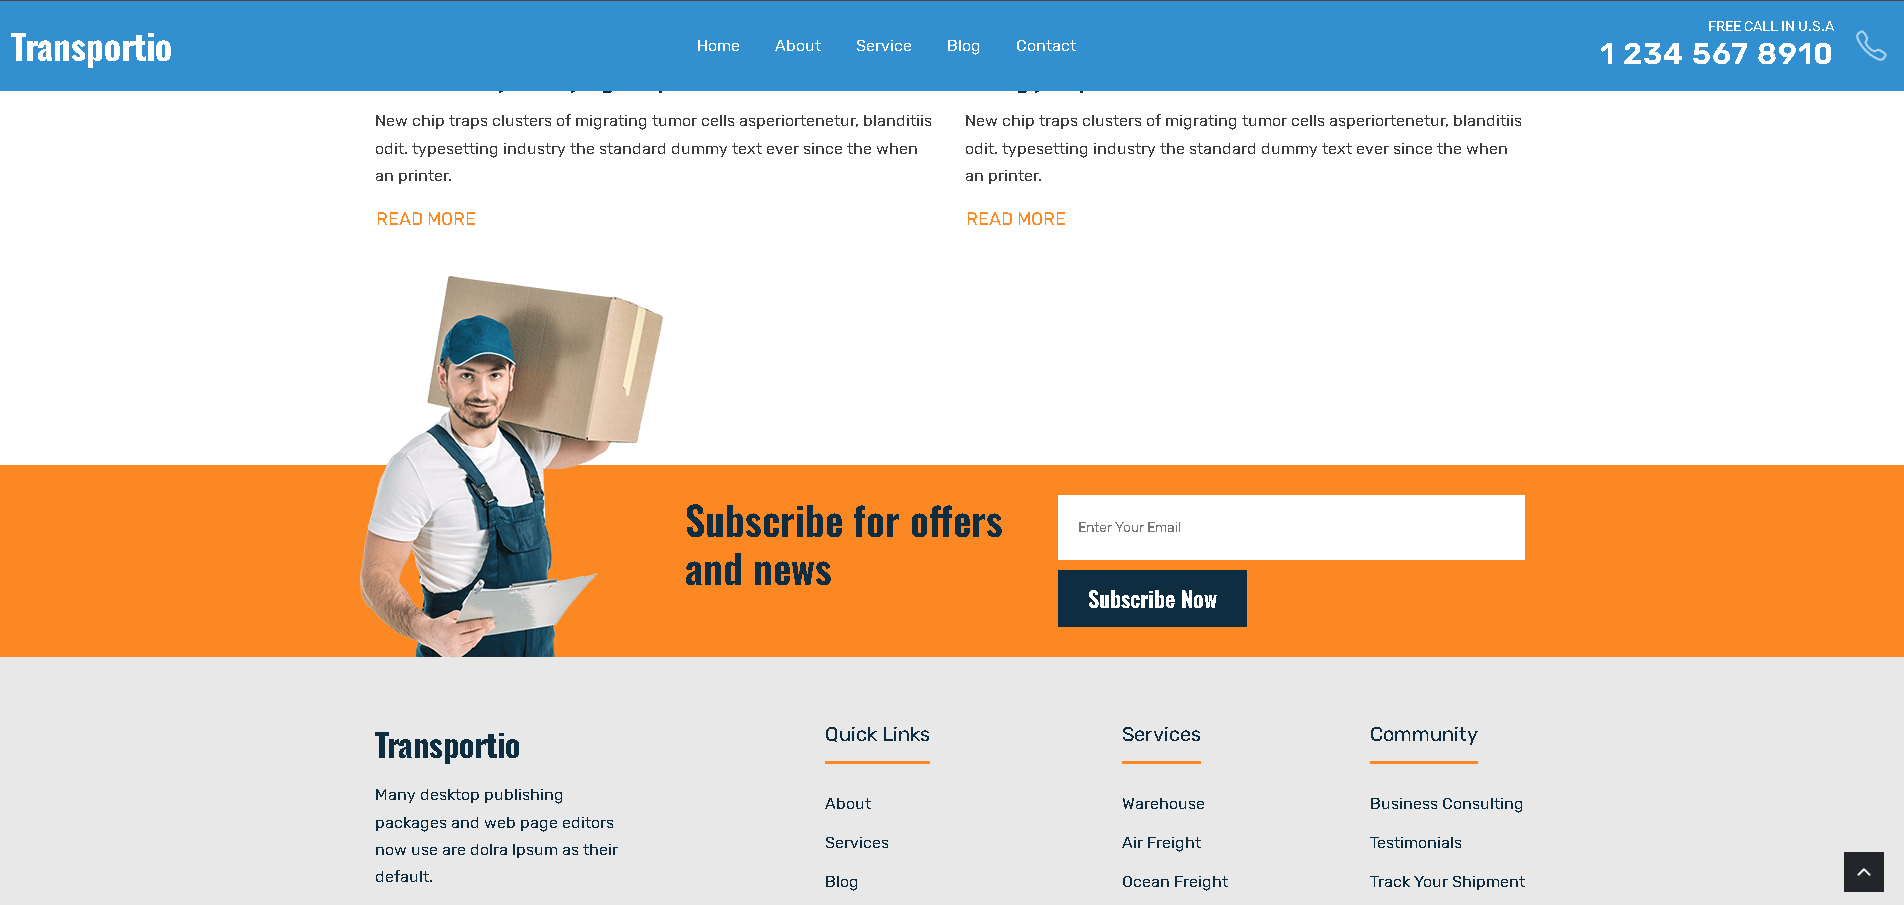 Transportio
Home
About
Service
Blog
Contact
FREE CALL IN U.S.A
1 234 567 8910
New chip traps clusters of migrating tumor cells asperiortenetur, blanditiis
odit. typesetting industry the standard dummy text ever since the when
an printer.
READ MORE
New chip traps clusters of migrating tumor cells asperiortenetur, blanditiis
odit. typesetting industry the standard dummy text ever since the when
an printer.
READ MORE
Subscribe for offers
and news
Enter Your Email
Subscribe Now
Transportio
Many desktop publishing
packages and web page editors
now use are dolra Ipsum as their
default.
Quick Links
About
Services
Blog
Services
Warehouse
Air Freight
Ocean Freight
Community
Business Consulting
Testimonials
Track Your Shipment